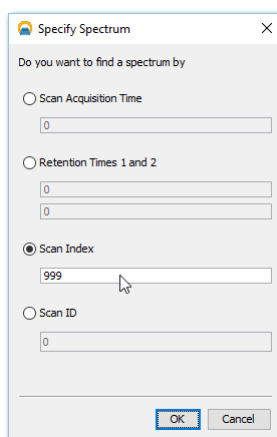 Specify Spectrum
Do you want to find a spectrum by
Scan Acquisition Time
0
Retention Times 1 and 2
0
0
Scan Index
999
Scan ID
0
OK Cancel